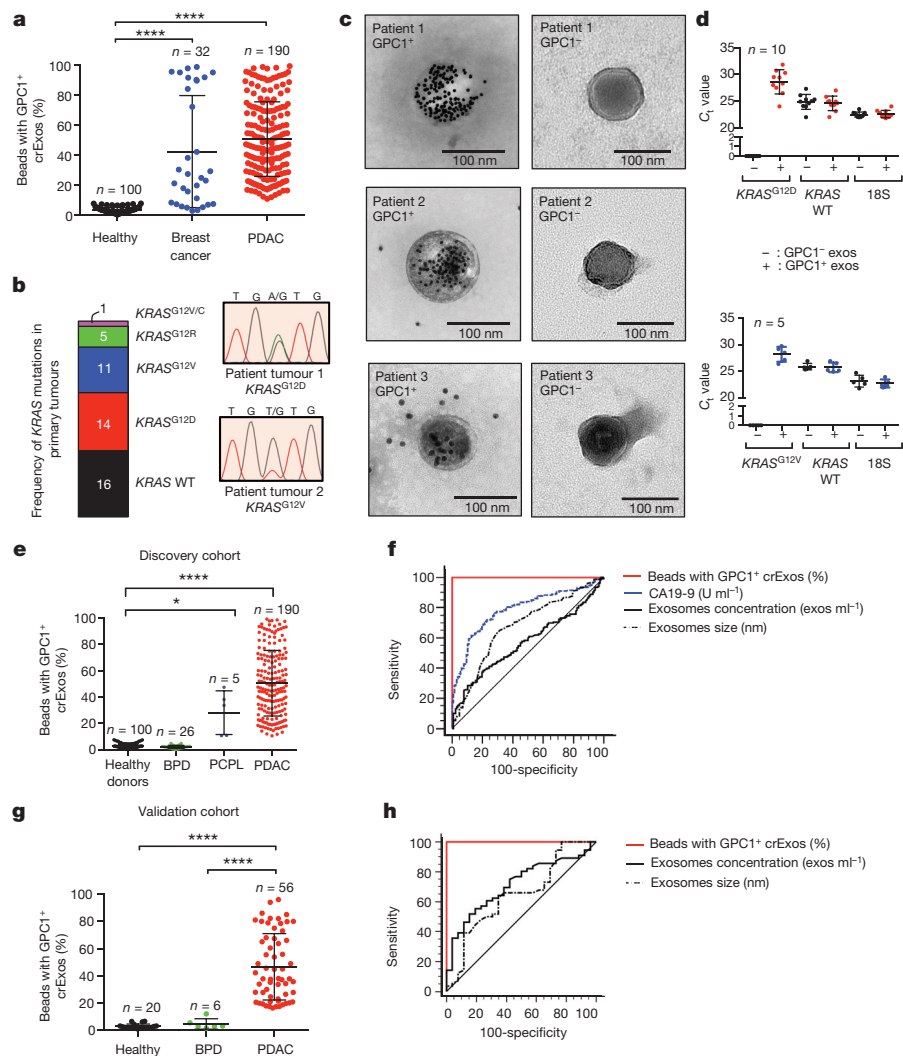 a
****
****
n = 32
n = 190
n = 100
Beads with GPC1+
crExos (%)
100
80
60
40
20
0
Healthy
Breast
cancer
PDAC
b
Frequency of KRAS mutations in
primary tumours
1
5
11
14
16
KRASG12V/C
KRASG12R
KRASG12V
KRASG12D
KRAS WT
T G A/G T G
Patient tumour 1
KRASG12D
T G T/G T G
Patient tumour 2
KRASG12V
c
Patient 1
GPC1+
100 nm
Patient 1
GPC1−
100 nm
Patient 2
GPC1+
100 nm
Patient 2
GPC1−
100 nm
Patient 3
GPC1+
100 nm
Patient 3
GPC1−
100 nm
d
n = 10
Ct value
35
30
25
20
2
1
0
− + − + − +
KRASG12D
KRAS
WT
18S
− : GPC1− exos
+ : GPC1+ exos
n = 5
Ct value
35
30
25
20
2
1
0
− + − + − +
KRASG12V
KRAS
WT
18S
e
Discovery cohort
****
*
n = 190
n = 5
n = 100
n = 26
Beads with GPC1+
crExos (%)
100
80
60
40
20
0
Healthy
donors
BPD
PCPL
PDAC
f
Sensitivity
100
80
60
40
20
0
0 20 40 60 80 100
100-specificity
Beads with GPC1+ crExos (%)
CA19-9 (U ml−1)
Exosomes concentration (exos ml−1)
Exosomes size (nm)
g
Validation cohort
****
****
n = 56
n = 20
n = 6
Beads with GPC1+
crExos (%)
100
80
60
40
20
0
Healthy
BPD
PDAC
h
Sensitivity
100
80
60
40
20
0
0 20 40 60 80 100
100-specificity
Beads with GPC1+ crExos (%)
Exosomes concentration (exos ml−1)
Exosomes size (nm)